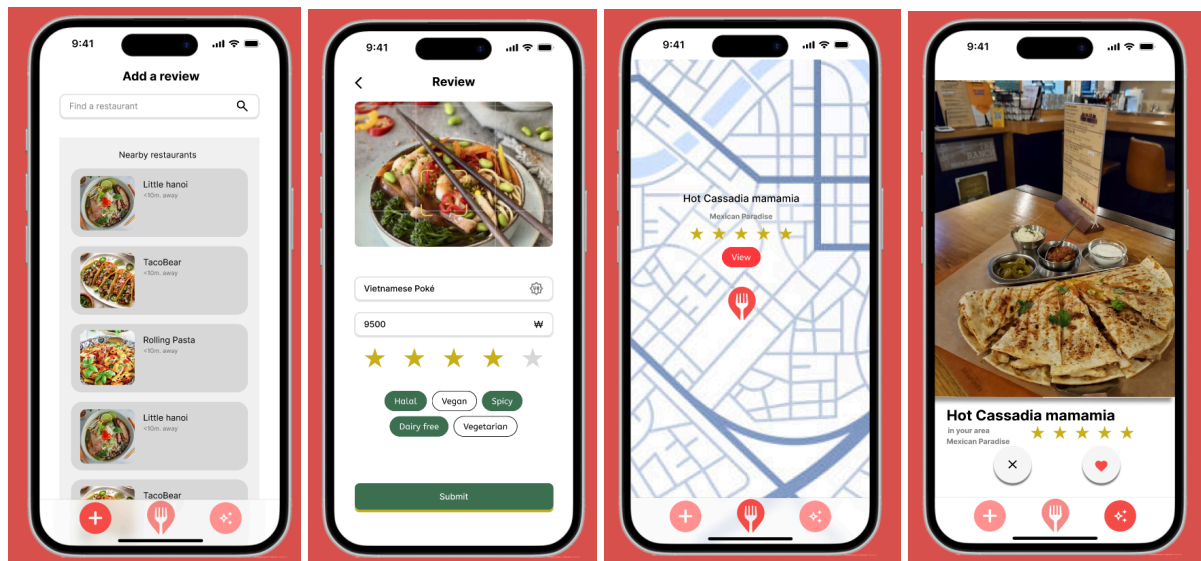 9:41
Add a review
Find a restaurant
Nearby restaurants
Little hanoi
<10m. away
TacoBear
<10m. away
Rolling Pasta
<10m. away
Little hanoi
<10m. away
TacoBear
9:41
Review
Vietnamese Poké
9500 ₩
Halal Vegan Spicy
Dairy free Vegetarian
Submit
9:41
Hot Cassadia mamamia
Mexican Paradise
View
9:41
RANCH
Hot Cassadia mamamia
in your area
Mexican Paradise